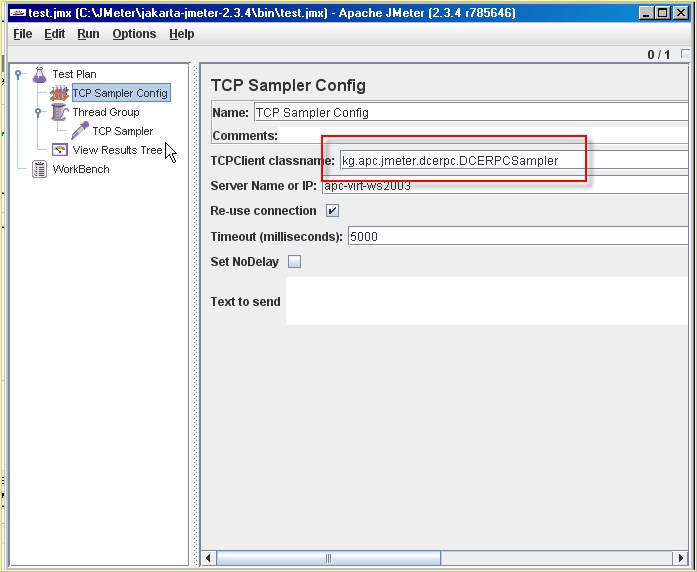 test.jmx (C:\JMeter\jakarta-jmeter-2.3.4\bin\test.jmx) - Apache JMeter (2.3.4 r785646)
File Edit Run Options Help
0 / 1
Test Plan
TCP Sampler Config
Thread Group
TCP Sampler
View Results Tree
WorkBench
TCP Sampler Config
Name: TCP Sampler Config
Comments:
TCPClient classname: kg.apc.jmeter.dcerpc.DCERPCSampler
Server Name or IP: apc-virt-ws2003
Re-use connection
Timeout (milliseconds): 5000
Set NoDelay
Text to send